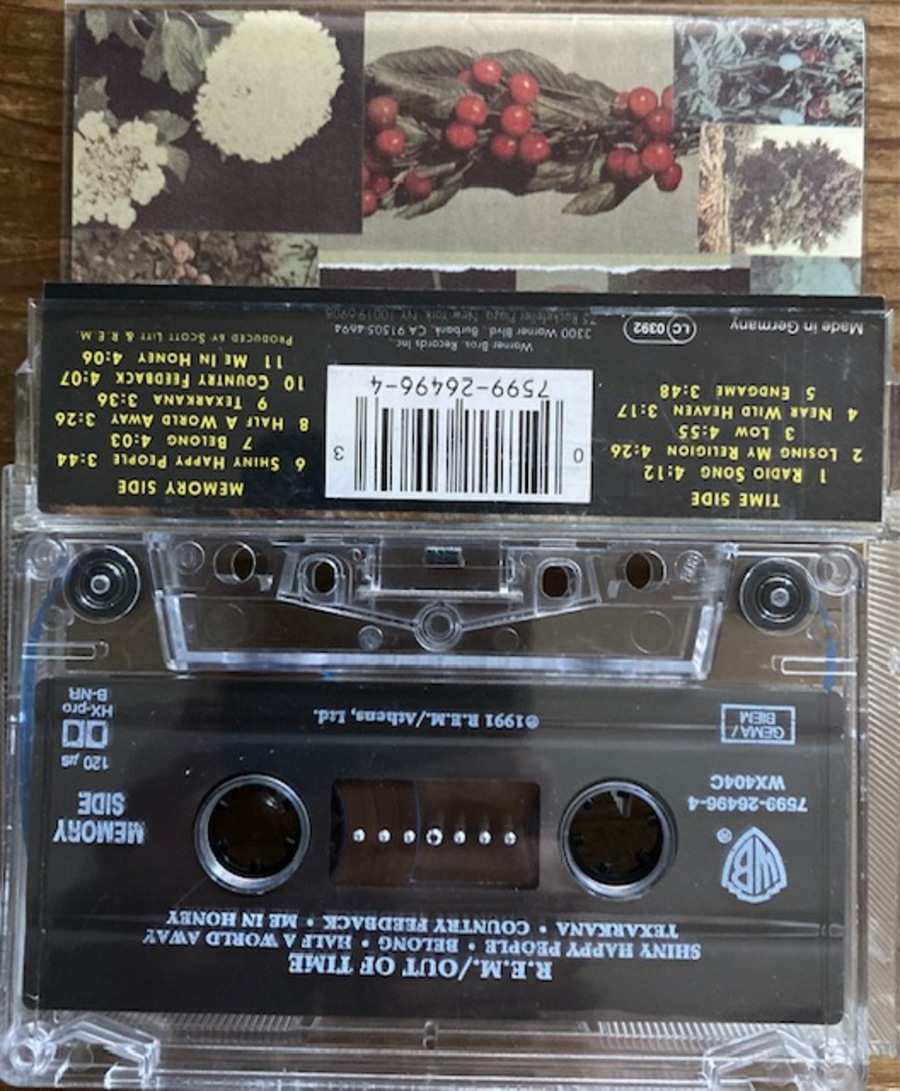 R.E.M./OUT OF TIME
SHINY HAPPY PEOPLE • BELONG • HALF A WORLD AWAY
TEXARKANA • COUNTRY FEEDBACK • ME IN HONEY
WB
®
7599-26496-4
WX404C
GEMA/
BIEM
MEMORY
SIDE
120 µs
HX-pro
B-NR
℗1991 R.E.M./Athens, Ltd.
TIME SIDE
1 RADIO SONG 4:12
2 LOSING MY RELIGION 4:26
3 LOW 4:55
4 NEAR WILD HEAVEN 3:17
5 ENDGAME 3:48
Made in Germany
LC 0392
0
3
7599-26496-4
Warner Bros. Records Inc.
3300 Warner Blvd., Burbank, CA 91505-4694
75 Rockefeller Plaza, New York, NY 10019-6908
MEMORY SIDE
6 SHINY HAPPY PEOPLE 3:44
7 BELONG 4:03
8 HALF A WORLD AWAY 3:26
9 TEXARKANA 3:36
10 COUNTRY FEEDBACK 4:07
11 ME IN HONEY 4:06
PRODUCED BY SCOTT LITT & R.E.M.